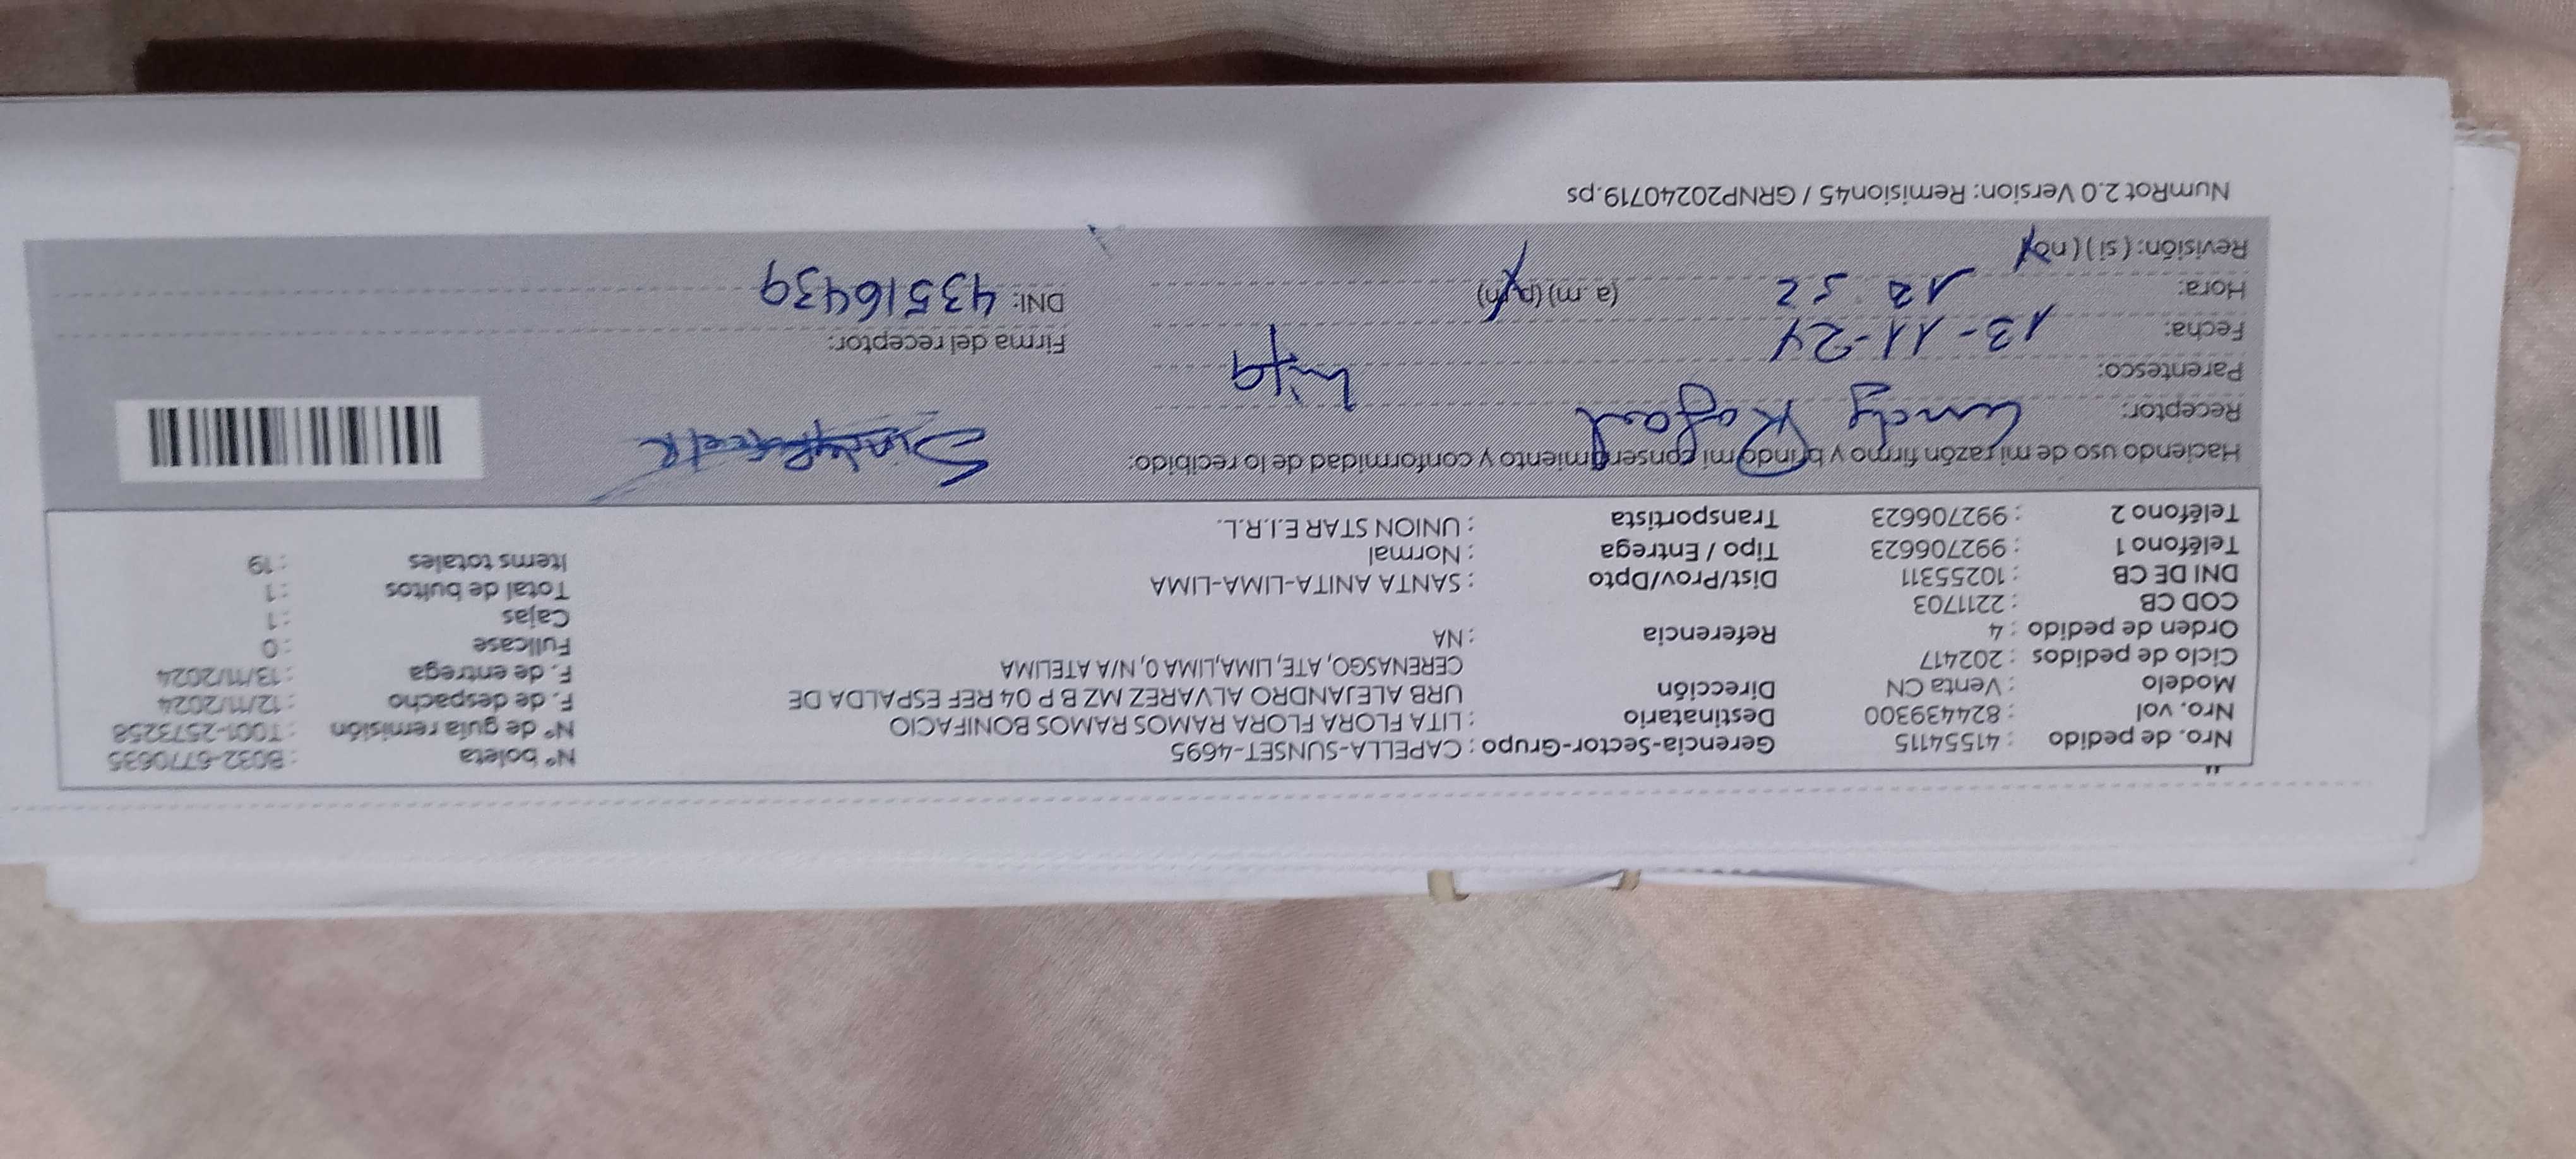 Nro. de pedido : 41554115 Gerencia-Sector-Grupo : CAPELLA-SUNSET-4695 N° boleta : B032-6770635
Nro. vol : 824439300 Destinatario : LITA FLORA FLORA RAMOS RAMOS BONIFACIO N° de guía remisión : T001-2573258
Modelo : Venta CN Dirección URB ALEJANDRO ALVAREZ MZ B P 04 REF ESPALDA DE F. de despacho : 12/11/2024
Ciclo de pedidos : 202417 CERENASGO, ATE, LIMA,LIMA 0, N/A ATELIMA F. de entrega : 13/11/2024
Orden de pedido : 4 Referencia : NA Fullcase : 0
COD CB : 2211703 Cajas : 1
DNI DE CB : 10255311 Dist/Prov/Dpto : SANTA ANITA-LIMA-LIMA Total de bultos : 1
Teléfono 1 : 992706623 Tipo / Entrega : Normal Items totales : 19
Teléfono 2 : 992706623 Transportista : UNION STAR E.I.R.L.
Haciendo uso de mi razón firmo y brindo mi consentimiento y conformidad de lo recibido:
Receptor: Rafael
Parentesco: hija
Fecha: 13-11-24 Firma del receptor:
Hora: 52 (a.m) (p.m) DNI: 43516439
Revisión: (si) (no)
NumRot 2.0 Version: Remision45 / GRNP20240719.ps